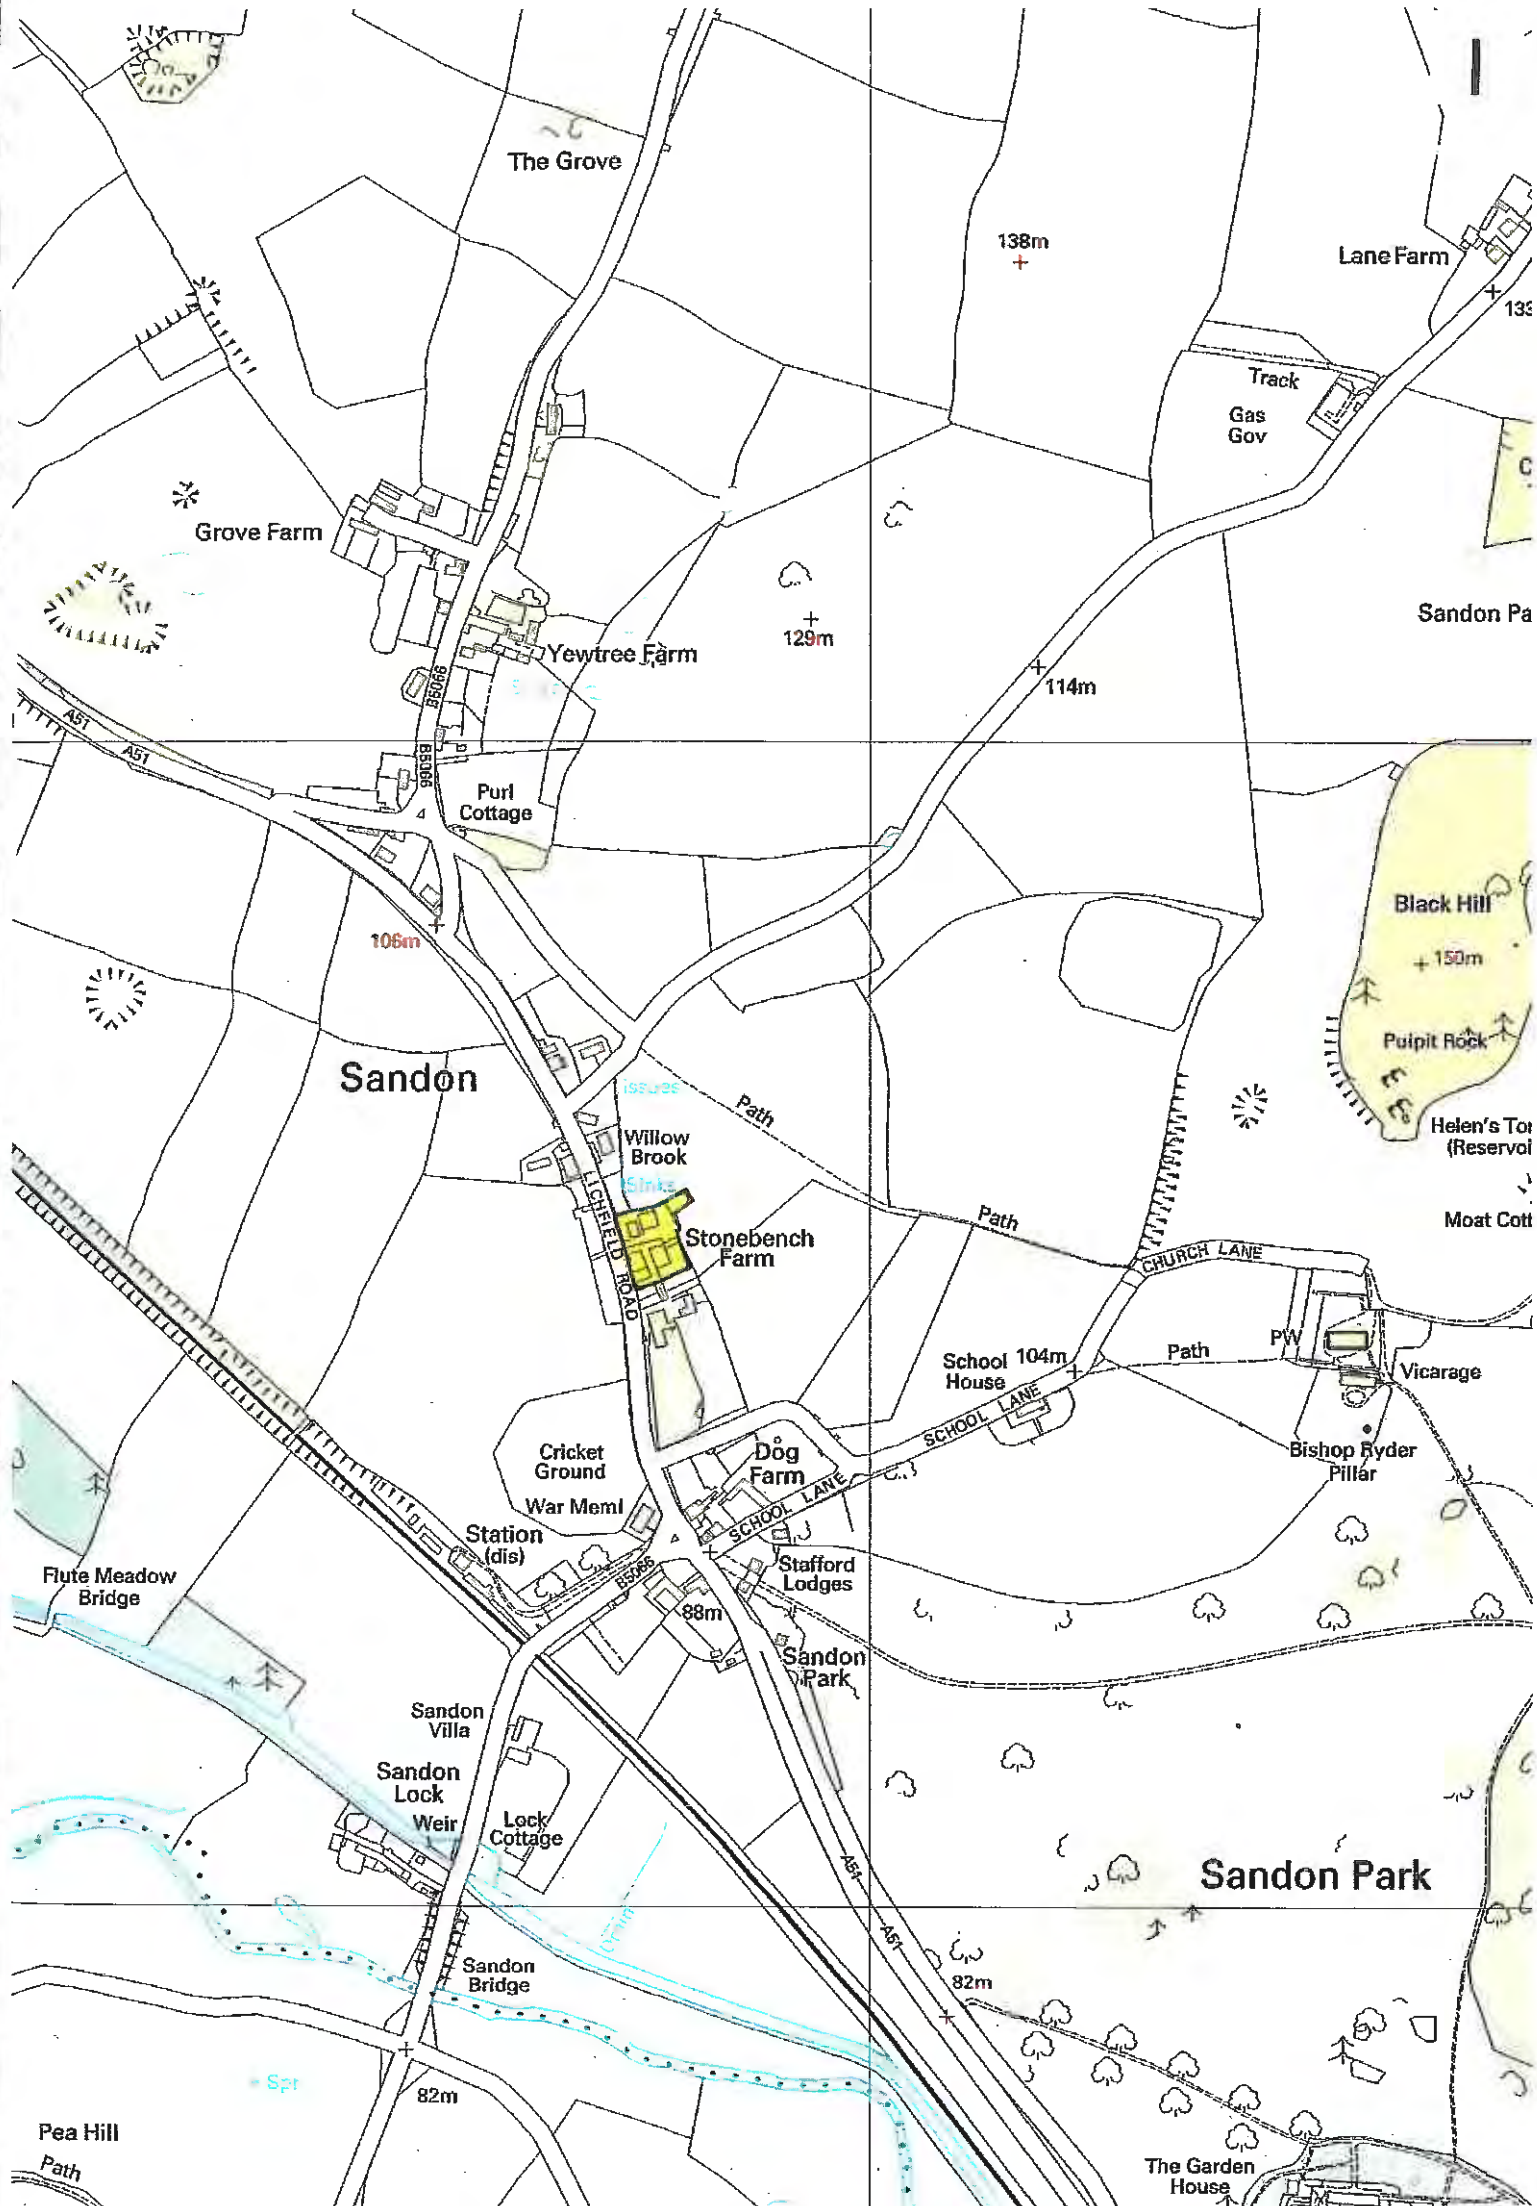 The Grove
138m
Lane Farm
Track
Gas
Gov
Grove Farm
129m
Sandon
Yewtree Farm
114m
B5066
A51
A51
B5066
Purl
Cottage
Black Hill
106m
150m
Pulpit Rock
Sandon
issues
Path
Helen's
(Reservoi
Willow
Brook
Sinks
LICHFIELD ROAD
Path
Moat Cott
Stonebench
Farm
CHURCH LANE
PW
School
House
104m
Path
Vicarage
SCHOOL LANE
Cricket
Ground
Dog
Farm
Bishop Ryder
Pillar
War Meml
SCHOOL LANE
Station
(dis)
B5066
Stafford
Lodges
Flute Meadow
Bridge
88m
Sandon
Park
Sandon
Villa
Sandon
Lock
Weir
Lock
Cottage
A51
Sandon Park
Drain
A51
Sandon
Bridge
82m
Spr
82m
Pea Hill
Path
The Garden
House